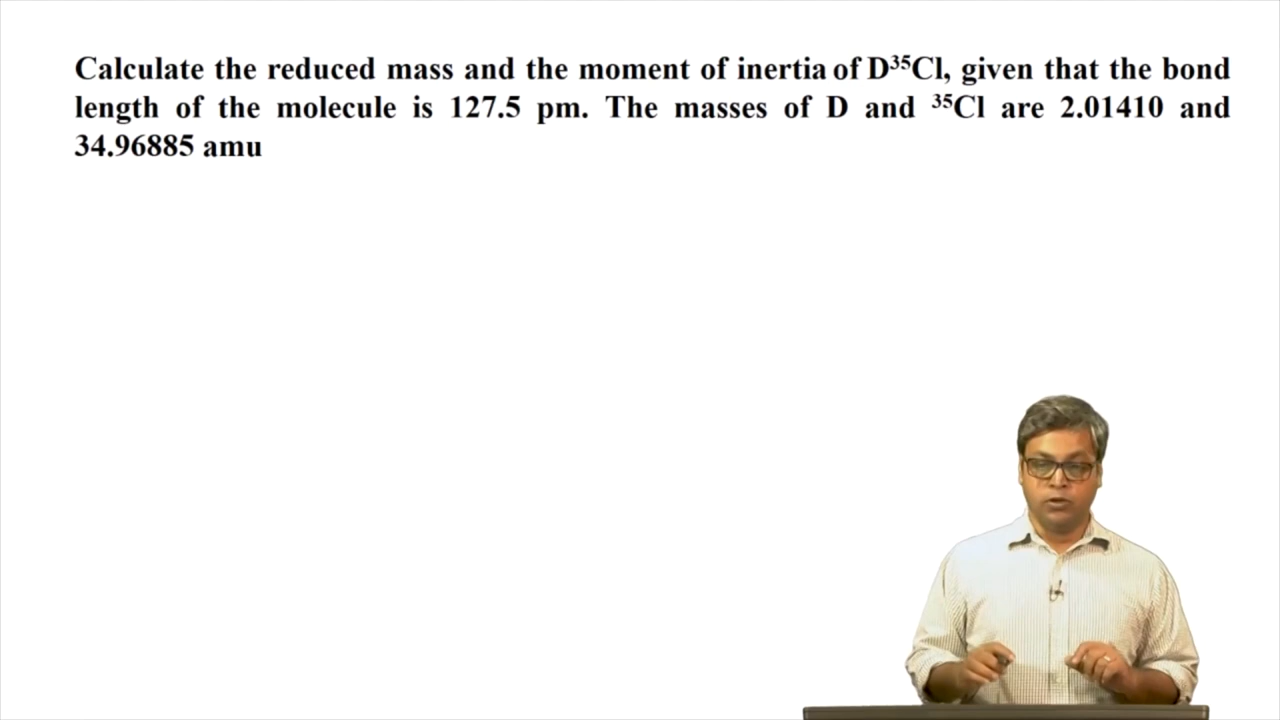 Calculate the reduced mass and the moment of inertia of D³⁵Cl, given that the bond
length of the molecule is 127.5 pm. The masses of D and ³⁵Cl are 2.01410 and
34.96885 amu